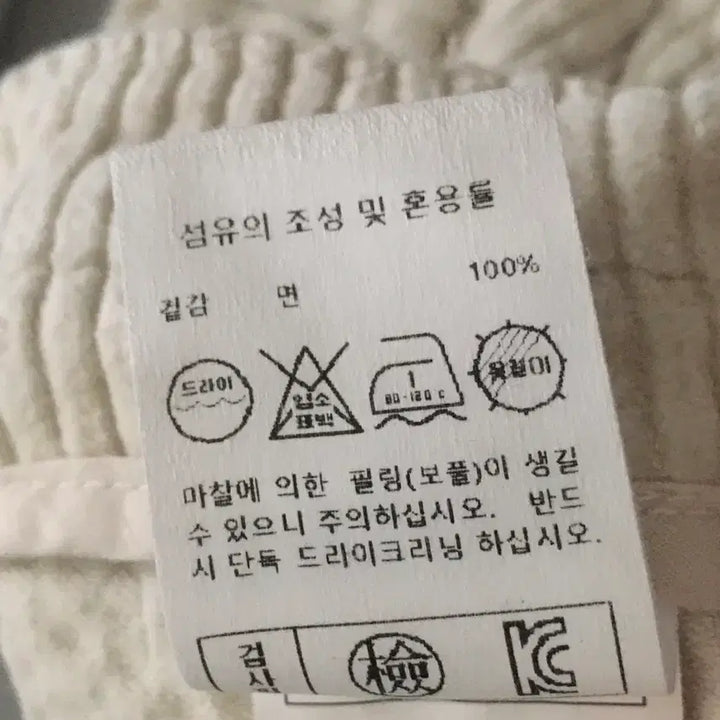 섬유의 조성 및 혼용률
겉감 면 100%
드라이
염소
표백
1
80-120 C
옷걸이
마찰에 의한 필링(보풀)이 생길
수 있으니 주의하십시오. 반드
시 단독 드라이크리닝 하십시오.
검
檢
KC